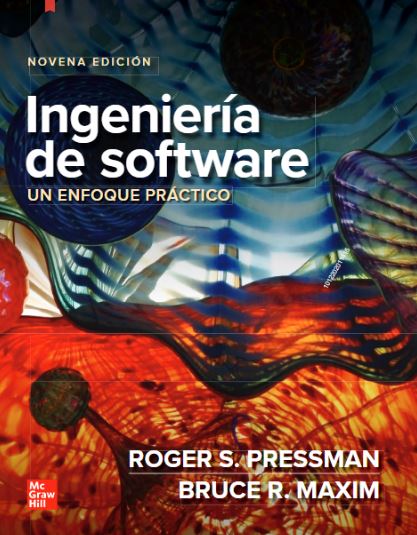 NOVENA EDICIÓN
Ingeniería
de software
UN ENFOQUE PRÁCTICO
ROGER S. PRESSMAN
BRUCE R. MAXIM
Mc
Graw
Hill